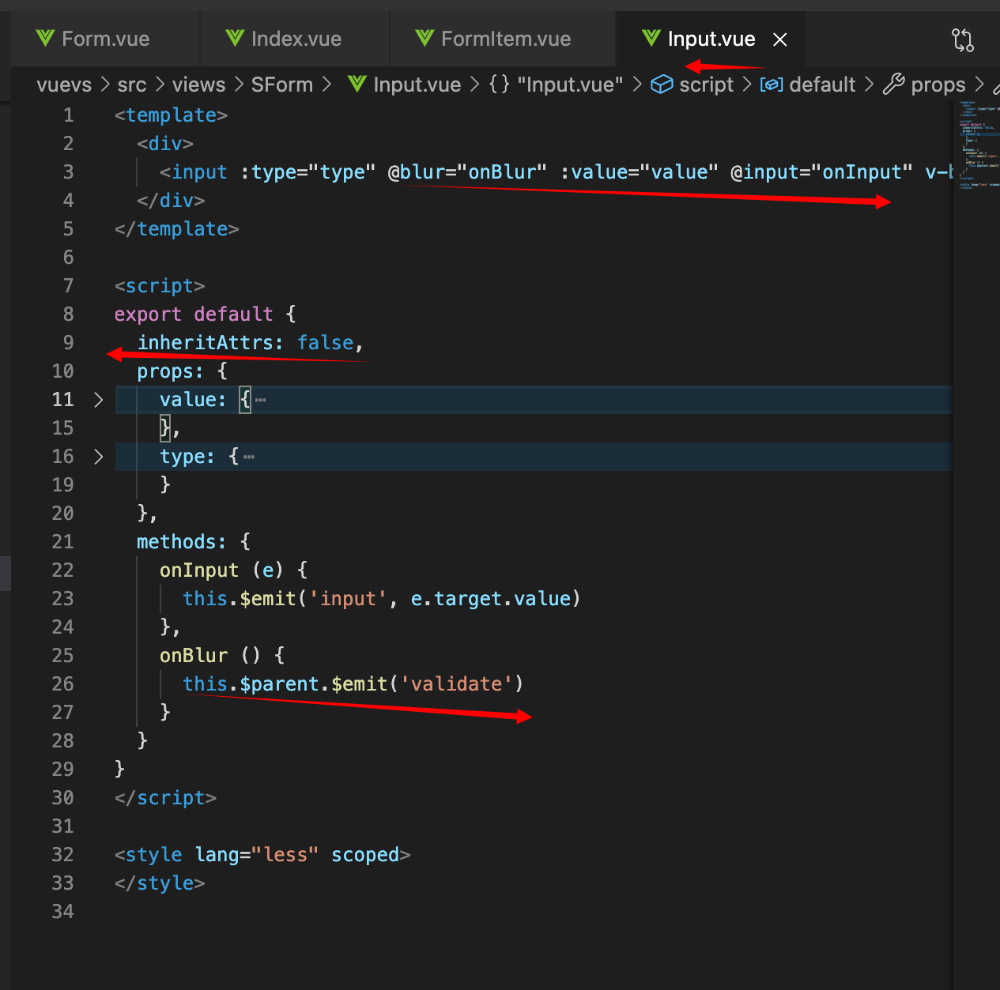 Form.vue Index.vue FormItem.vue Input.vue
vuevs > src > views > SForm > Input.vue > {} "Input.vue" > script > default > props >
1 <template>
2 <div>
3 <input :type="type" @blur="onBlur" :value="value" @input="onInput" v-
4 </div>
5 </template>
6
7 <script>
8 export default {
9 inheritAttrs: false,
10 props: {
11 value: {…
15 },
16 type: {…
19 }
20 },
21 methods: {
22 onInput (e) {
23 this.$emit('input', e.target.value)
24 },
25 onBlur () {
26 this.$parent.$emit('validate')
27 }
28 }
29 }
30 </script>
31
32 <style lang="less" scoped>
33 </style>
34